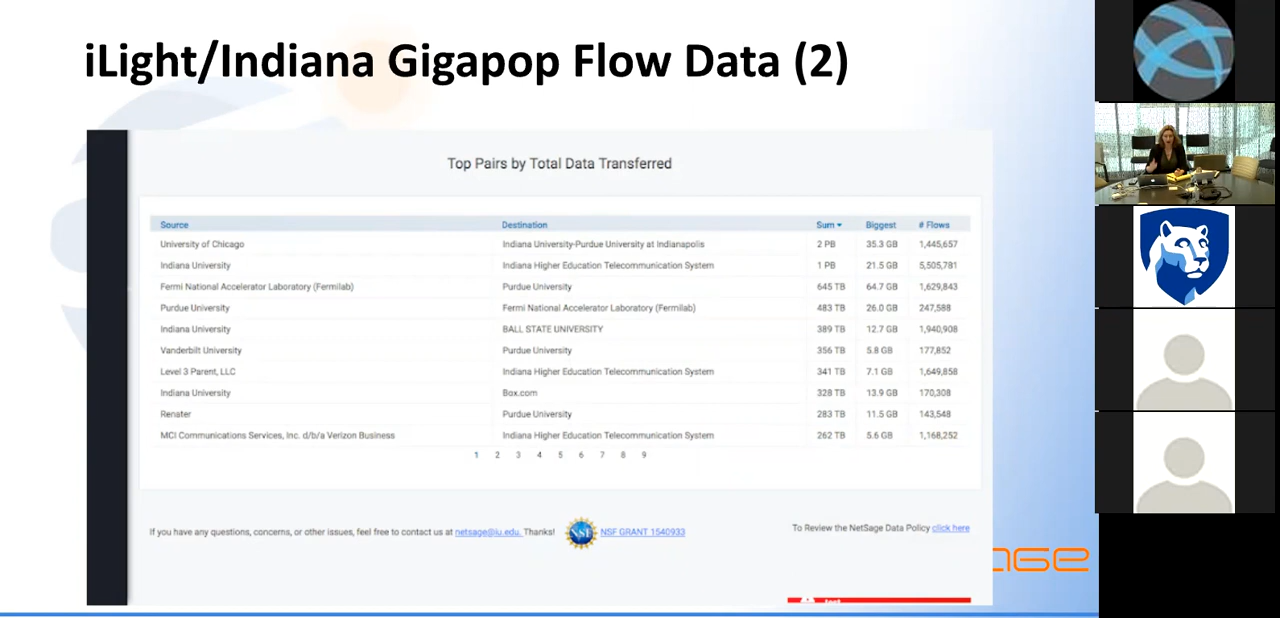 iLight/Indiana Gigapop Flow Data (2)
Top Pairs by Total Data Transferred
Source Destination Sum Biggest # Flows
University of Chicago Indiana University-Purdue University at Indianapolis 2 PB 35.3 GB 1,445,657
Indiana University Indiana Higher Education Telecommunication System 1 PB 21.5 GB 5,505,781
Fermi National Accelerator Laboratory (Fermilab) Purdue University 645 TB 64.7 GB 1,629,843
Purdue University Fermi National Accelerator Laboratory (Fermilab) 483 TB 26.0 GB 247,588
Indiana University BALL STATE UNIVERSITY 389 TB 12.7 GB 1,940,908
Vanderbilt University Purdue University 356 TB 5.8 GB 177,852
Level 3 Parent, LLC Indiana Higher Education Telecommunication System 341 TB 7.1 GB 1,649,858
Indiana University Box.com 328 TB 13.9 GB 170,308
Renater Purdue University 283 TB 11.5 GB 143,548
MCI Communications Services, Inc. d/b/a Verizon Business Indiana Higher Education Telecommunication System 262 TB 5.6 GB 1,168,252
1 2 3 4 5 6 7 8 9
If you have any questions, concerns, or other issues, feel free to contact us at netsage@iu.edu. Thanks! NSF NSF GRANT 1540933
To Review the NetSage Data Policy click here